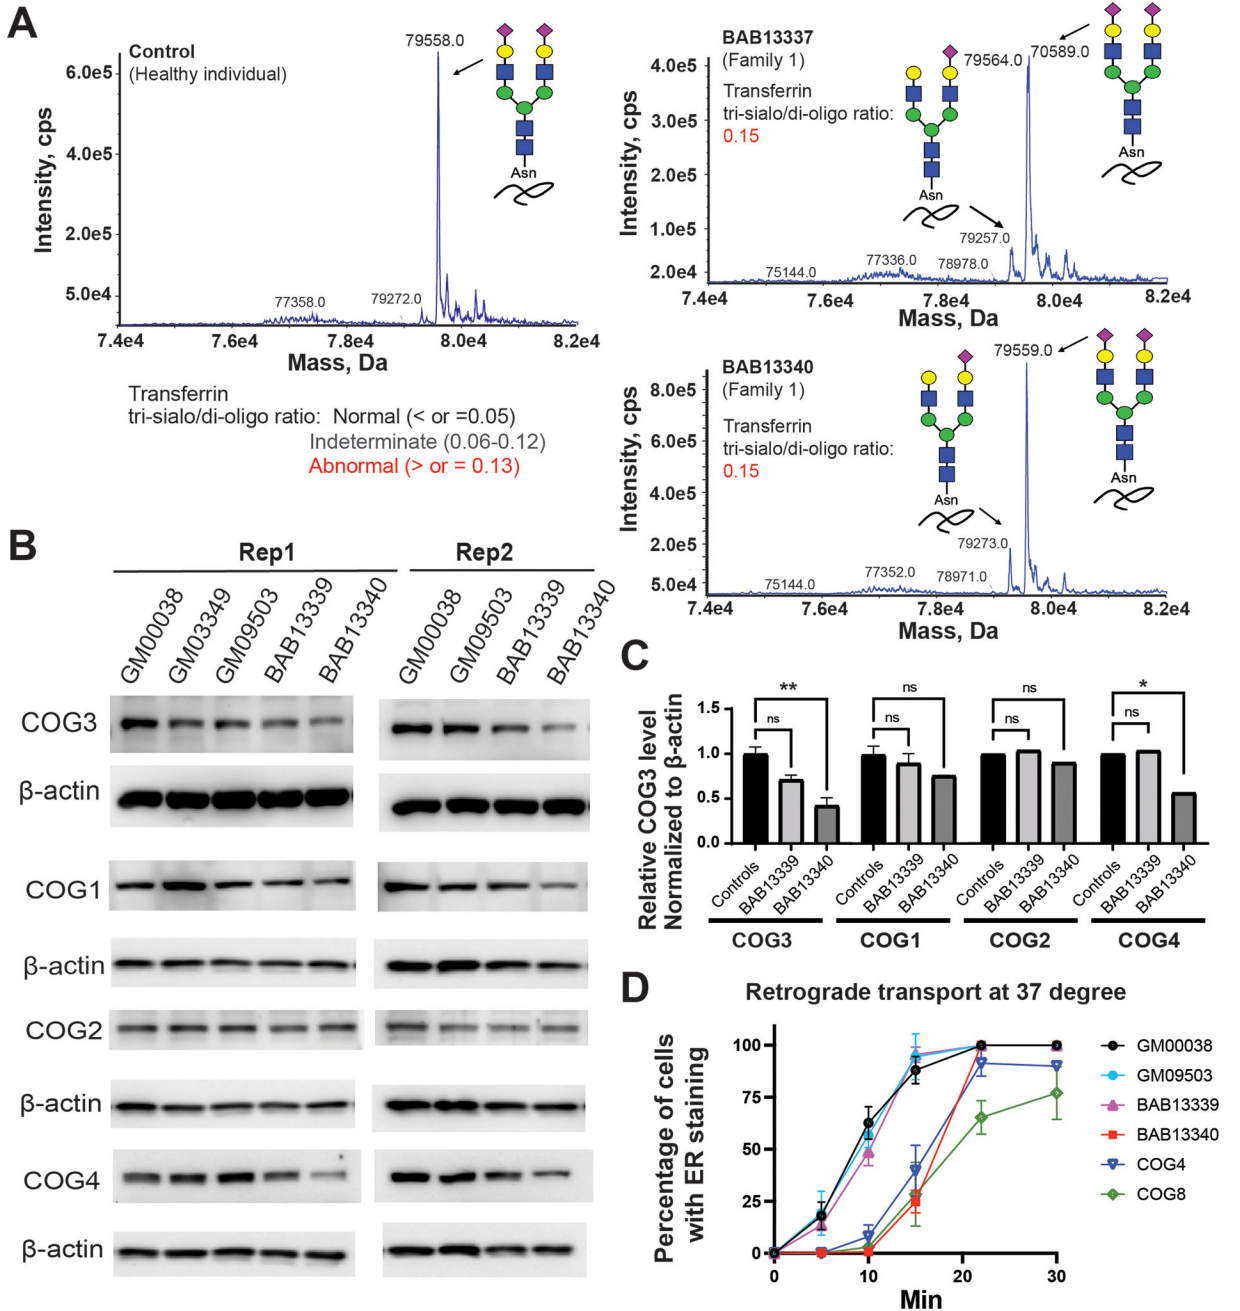 A
Control
(Healthy individual)
79558.0
6.0e5
4.0e5
2.0e5
5.0e4
Intensity, cps
77358.0
79272.0
Asn
7.4e4
7.6e4
7.8e4
8.0e4
8.2e4
Mass, Da
Transferrin
tri-sialo/di-oligo ratio: Normal (< or =0.05)
Indeterminate (0.06-0.12)
Abnormal (> or = 0.13)
BAB13337
(Family 1)
Transferrin
tri-sialo/di-oligo ratio:
0.15
79564.0
70589.0
4.0e5
3.0e5
2.0e5
1.0e5
2.0e4
Intensity, cps
Asn
Asn
79257.0
75144.0
77336.0
78978.0
7.4e4
7.6e4
7.8e4
8.0e4
8.2e4
Mass, Da
BAB13340
(Family 1)
Transferrin
tri-sialo/di-oligo ratio:
0.15
79559.0
8.0e5
6.0e5
4.0e5
2.0e5
5.0e4
Intensity, cps
Asn
Asn
79273.0
75144.0
77352.0
78971.0
7.4e4
7.6e4
7.8e4
8.0e4
8.2e4
Mass, Da
B
Rep1
Rep2
GM00038
GM03349
GM09503
BAB13339
BAB13340
GM00038
GM09503
BAB13339
BAB13340
COG3
β-actin
COG1
β-actin
COG2
β-actin
COG4
β-actin
C
Relative COG3 level
Normalized to β-actin
1.5
1.0
0.5
0.0
**
ns
ns
ns
ns
ns
*
ns
Controls
BAB13339
BAB13340
Controls
BAB13339
BAB13340
Controls
BAB13339
BAB13340
Controls
BAB13339
BAB13340
COG3
COG1
COG2
COG4
D
Retrograde transport at 37 degree
Percentage of cells
with ER staining
100
75
50
25
0
0
10
20
30
Min
GM00038
GM09503
BAB13339
BAB13340
COG4
COG8